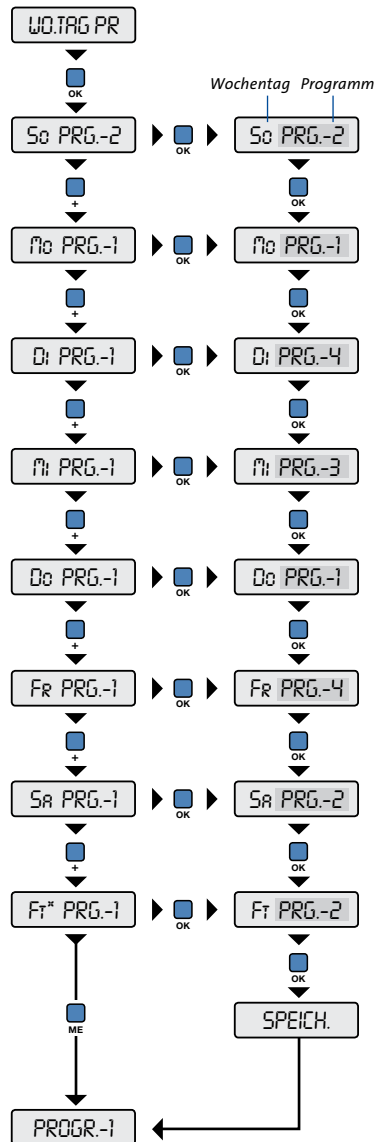 WO.TAG PR
OK
Wochentag Programm
So PRG.-2 OK So PRG.-2
+ OK
Mo PRG.-1 OK Mo PRG.-1
+ OK
Di PRG.-1 OK Di PRG.-4
+ OK
Mi PRG.-1 OK Mi PRG.-3
+ OK
Do PRG.-1 OK Do PRG.-1
+ OK
FR PRG.-1 OK FR PRG.-4
+ OK
SA PRG.-1 OK SA PRG.-2
+ OK
FT* PRG.-1 OK FT PRG.-2
OK
ME
SPEICH.
PROGR.-1